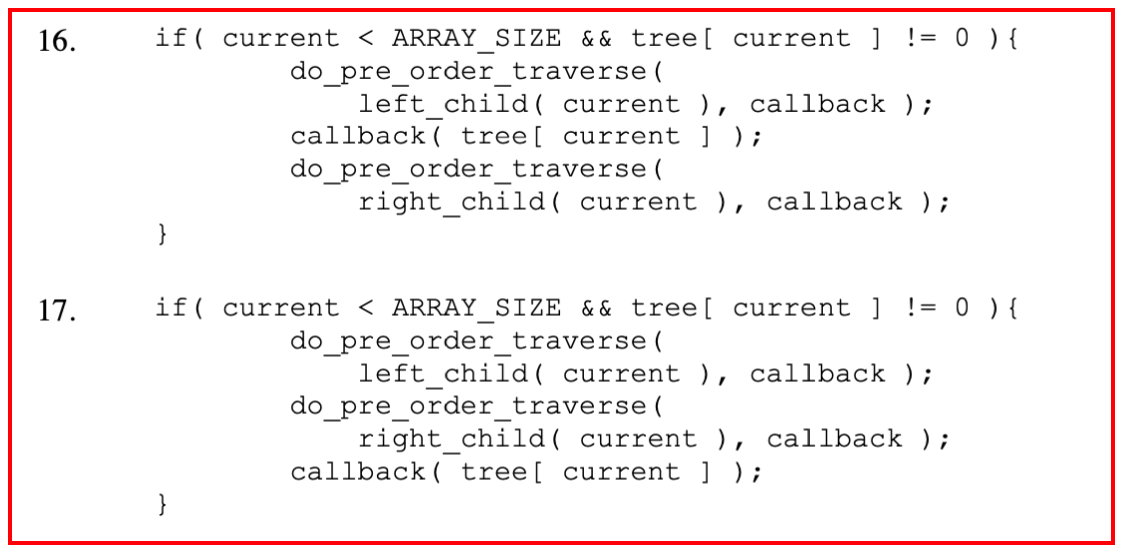 16. if( current < ARRAY_SIZE && tree[ current ] != 0 ){
do_pre_order_traverse(
left_child( current ), callback );
callback( tree[ current ] );
do_pre_order_traverse(
right_child( current ), callback );
}
17. if( current < ARRAY_SIZE && tree[ current ] != 0 ){
do_pre_order_traverse(
left_child( current ), callback );
do_pre_order_traverse(
right_child( current ), callback );
callback( tree[ current ] );
}